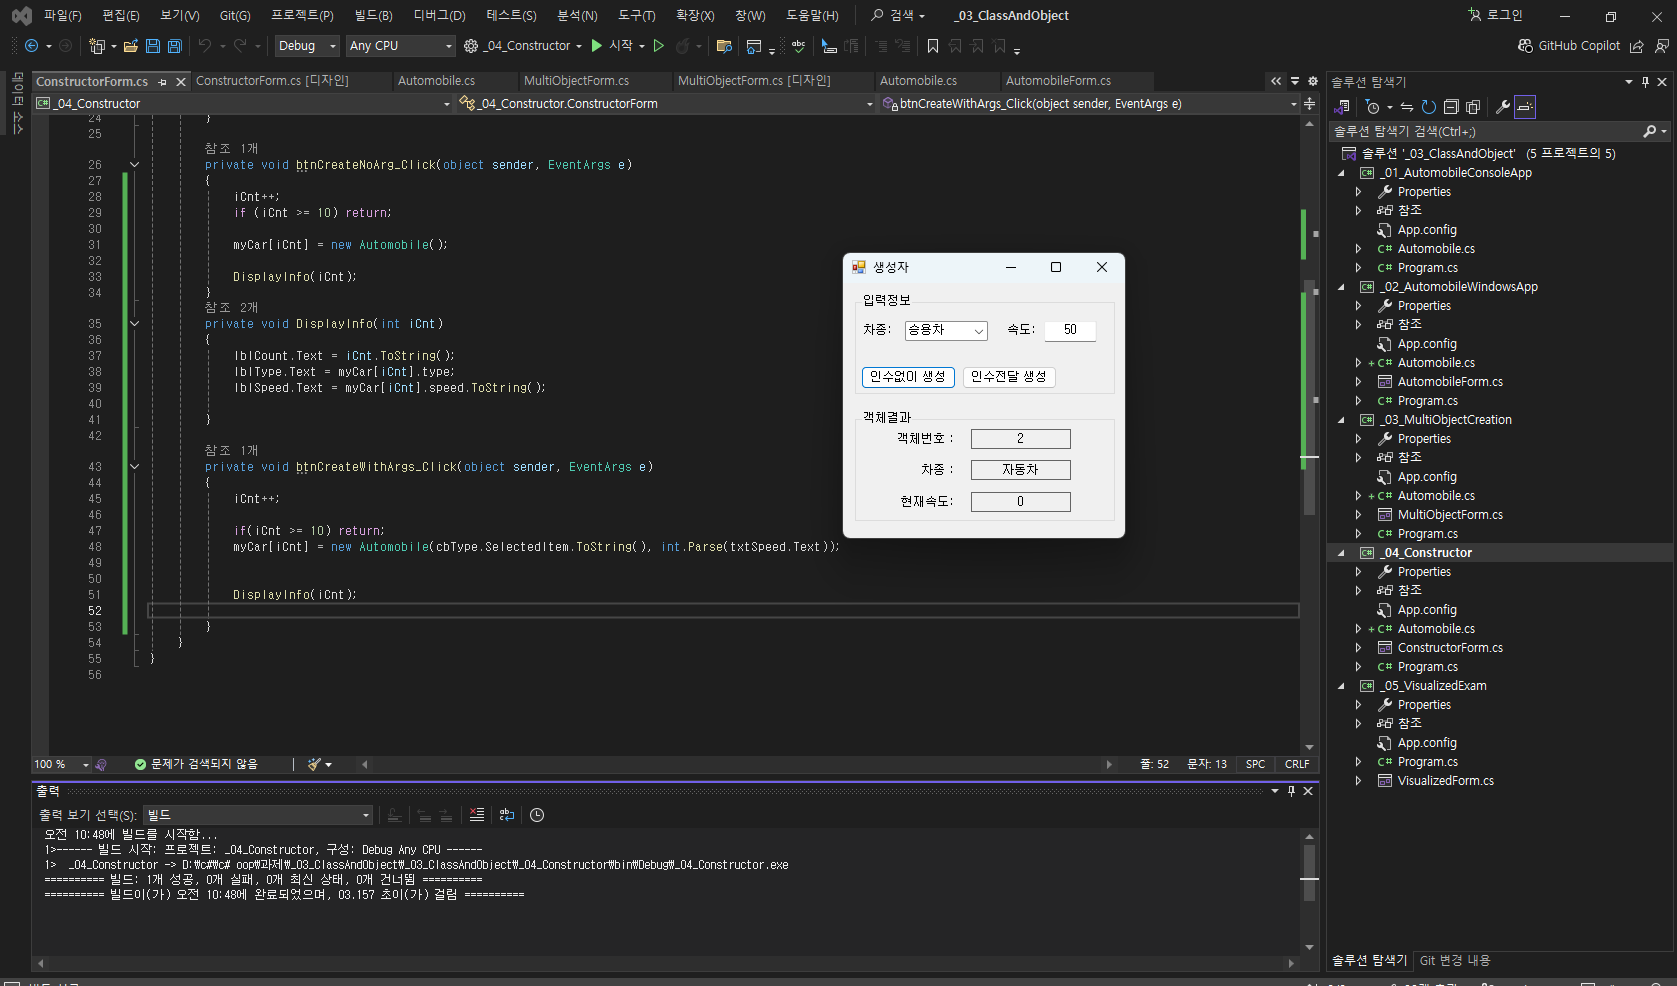 파일(F) 편집(E) 보기(V) Git(G) 프로젝트(P) 빌드(B) 디버그(D) 테스트(S) 분석(N) 도구(T) 확장(X) 창(W) 도움말(H) 검색 _03_ClassAndObject 로그인
Debug Any CPU _04_Constructor 시작 GitHub Copilot
데이터 소스
ConstructorForm.cs ConstructorForm.cs [디자인] Automobile.cs MultiObjectForm.cs MultiObjectForm.cs [디자인] Automobile.cs AutomobileForm.cs
_04_Constructor _04_Constructor.ConstructorForm btnCreateWithArgs_Click(object sender, EventArgs e)
24 }
25
참조 1개
26 private void btnCreateNoArg_Click(object sender, EventArgs e)
27 {
28 iCnt++;
29 if (iCnt >= 10) return;
30
31 myCar[iCnt] = new Automobile();
32
33 DisplayInfo(iCnt);
34 }
참조 2개
35 private void DisplayInfo(int iCnt)
36 {
37 lblCount.Text = iCnt.ToString();
38 lblType.Text = myCar[iCnt].type;
39 lblSpeed.Text = myCar[iCnt].speed.ToString();
40
41 }
42
참조 1개
43 private void btnCreateWithArgs_Click(object sender, EventArgs e)
44 {
45 iCnt++;
46
47 if(iCnt >= 10) return;
48 myCar[iCnt] = new Automobile(cbType.SelectedItem.ToString(), int.Parse(txtSpeed.Text));
49
50
51 DisplayInfo(iCnt);
52
53 }
54 }
55 }
56
100 % 문제가 검색되지 않음 줄: 52 문자: 13 SPC CRLF
생성자
입력정보
차종: 승용차 속도: 50
인수없이 생성 인수전달 생성
객체결과
객체번호 : 2
차종 : 자동차
현재속도: 0
출력
출력 보기 선택(S): 빌드
오전 10:48에 빌드를 시작함...
1>------ 빌드 시작: 프로젝트: _04_Constructor, 구성: Debug Any CPU ------
1> _04_Constructor -> D:\c#\c# oop\과제\_03_ClassAndObject\_03_ClassAndObject\_04_Constructor\bin\Debug\_04_Constructor.exe
========== 빌드: 1개 성공, 0개 실패, 0개 최신 상태, 0개 건너뜀 ==========
========== 빌드이(가) 오전 10:48에 완료되었으며, 03.157 초이(가) 걸림 ==========
솔루션 탐색기
솔루션 탐색기 검색(Ctrl+;)
솔루션 '_03_ClassAndObject' (5 프로젝트의 5)
_01_AutomobileConsoleApp
Properties
참조
App.config
Automobile.cs
Program.cs
_02_AutomobileWindowsApp
Properties
참조
App.config
Automobile.cs
AutomobileForm.cs
Program.cs
_03_MultiObjectCreation
Properties
참조
App.config
Automobile.cs
MultiObjectForm.cs
Program.cs
_04_Constructor
Properties
참조
App.config
Automobile.cs
ConstructorForm.cs
Program.cs
_05_VisualizedExam
Properties
참조
App.config
Program.cs
VisualizedForm.cs
솔루션 탐색기 Git 변경 내용